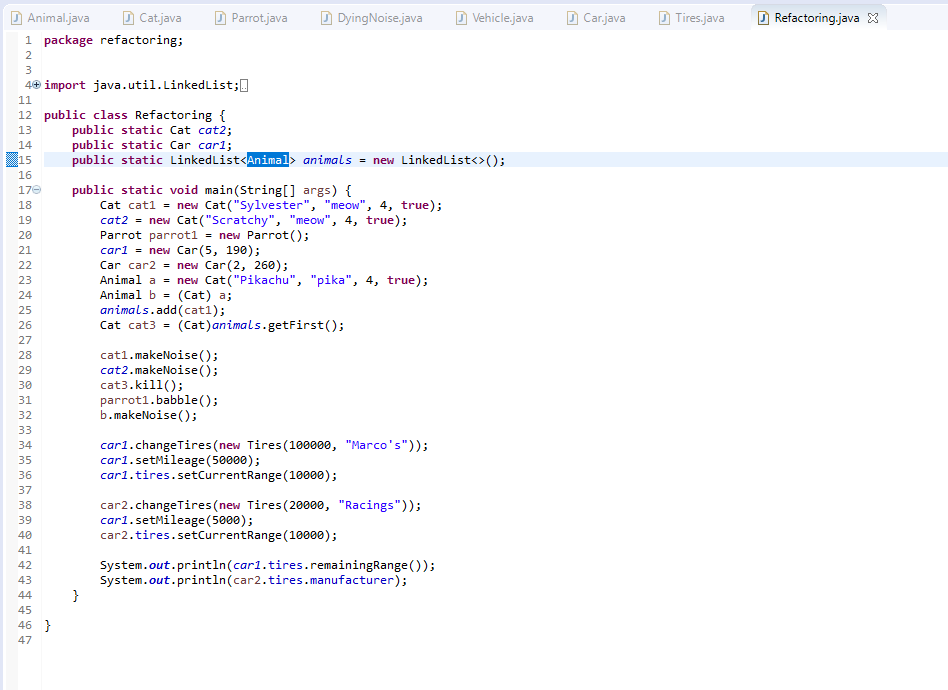 Animal.java Cat.java Parrot.java DyingNoise.java Vehicle.java Car.java Tires.java Refactoring.java
1 package refactoring;
2
3
4 import java.util.LinkedList;
11
12 public class Refactoring {
13 public static Cat cat2;
14 public static Car car1;
15 public static LinkedList<Animal> animals = new LinkedList<>();
16
17 public static void main(String[] args) {
18 Cat cat1 = new Cat("Sylvester", "meow", 4, true);
19 cat2 = new Cat("Scratchy", "meow", 4, true);
20 Parrot parrot1 = new Parrot();
21 car1 = new Car(5, 190);
22 Car car2 = new Car(2, 260);
23 Animal a = new Cat("Pikachu", "pika", 4, true);
24 Animal b = (Cat) a;
25 animals.add(cat1);
26 Cat cat3 = (Cat)animals.getFirst();
27
28 cat1.makeNoise();
29 cat2.makeNoise();
30 cat3.kill();
31 parrot1.babble();
32 b.makeNoise();
33
34 car1.changeTires(new Tires(100000, "Marco's"));
35 car1.setMileage(50000);
36 car1.tires.setCurrentRange(10000);
37
38 car2.changeTires(new Tires(20000, "Racings"));
39 car1.setMileage(5000);
40 car2.tires.setCurrentRange(10000);
41
42 System.out.println(car1.tires.remainingRange());
43 System.out.println(car2.tires.manufacturer);
44 }
45
46 }
47